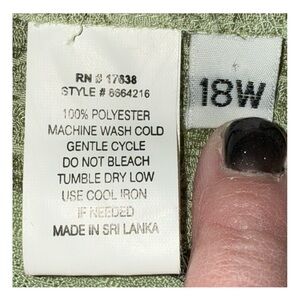 RN # 17838
STYLE # 6664216
100% POLYESTER
MACHINE WASH COLD
GENTLE CYCLE
DO NOT BLEACH
TUMBLE DRY LOW
USE COOL IRON
IF NEEDED
MADE IN SRI LANKA
18W